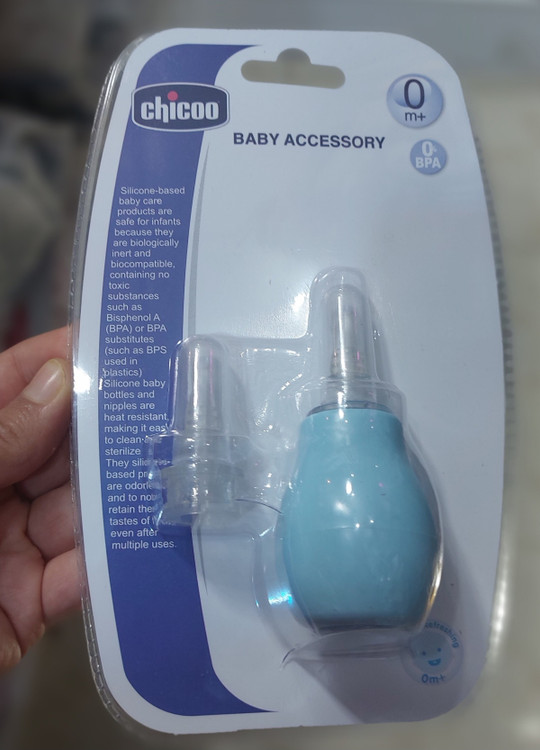 chicoo
0
m+
BABY ACCESSORY
0%
BPA
Silicone-based
baby care
products are
safe for infants
because they
are biologically
inert and
biocompatible,
containing no
toxic
substances
such as
Bisphenol A
(BPA) or BPA
substitutes
(such as BPS
used in
plastics)
Silicone baby
bottles and
nipples are
heat resistant,
making it easy
to clean
sterilize
They
based
are
and to not
retain
tastes of
even after
multiple uses.
0m+